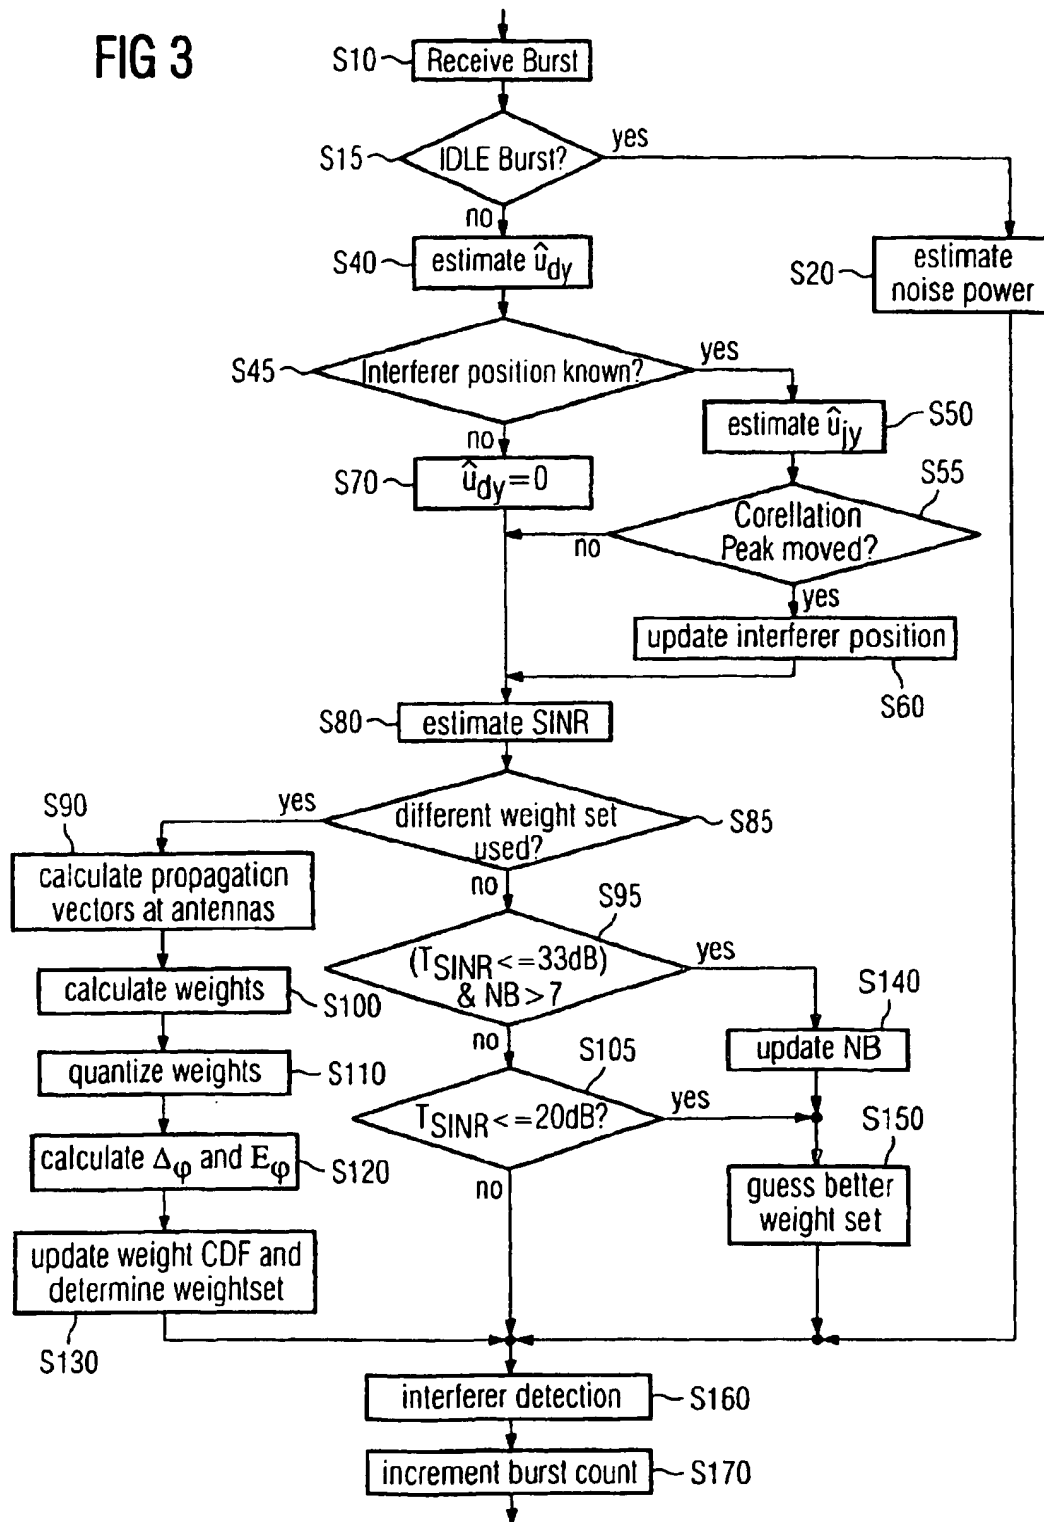 FIG 3
S10
Receive Burst
S15
IDLE Burst?
yes
no
S40
estimate û_dy
S20
estimate
noise power
S45
Interferer position known?
yes
no
estimate û_jy
S50
S70
û_dy=0
S55
Corellation
Peak moved?
no
yes
update interferer position
S60
S80
estimate SINR
S90
yes
different weight set
used?
S85
no
calculate propagation
vectors at antennas
S95
(T_SINR<=33dB)
& NB>7
yes
no
calculate weights
S100
S140
update NB
quantize weights
S110
S105
T_SINR<=20dB?
yes
no
calculate Δ_φ and E_φ
S120
S150
guess better
weight set
update weight CDF and
determine weightset
S130
interferer detection
S160
increment burst count
S170